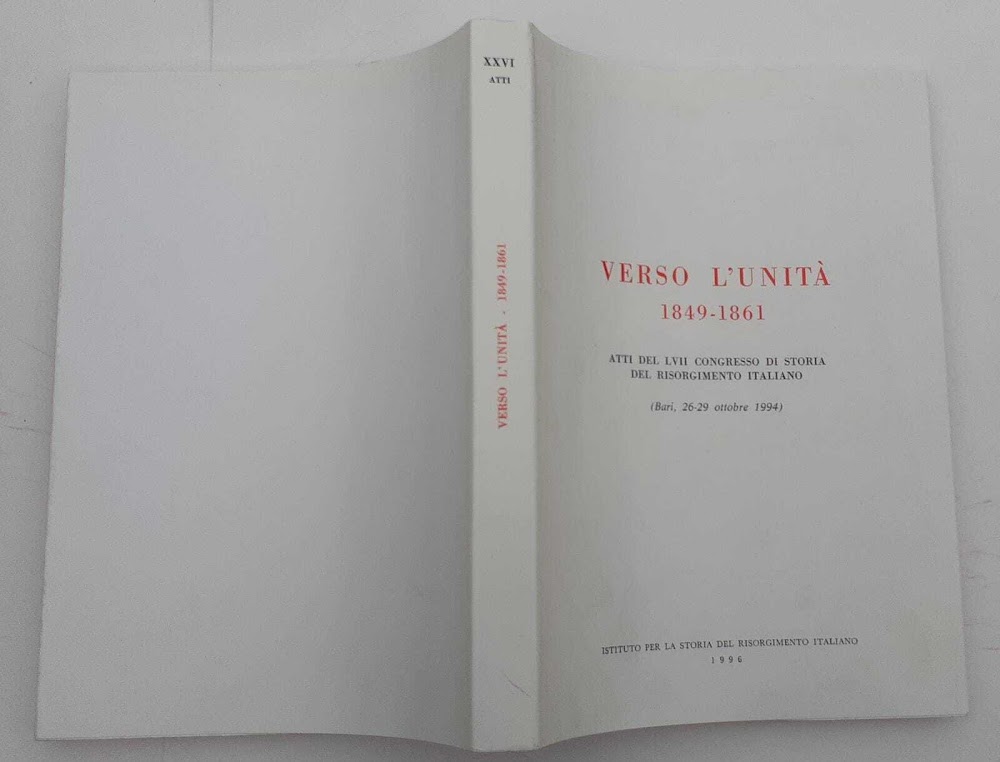 XXVI
ATTI
VERSO L'UNITÀ - 1849-1861
VERSO L'UNITÀ
1849-1861
ATTI DEL LVII CONGRESSO DI STORIA
DEL RISORGIMENTO ITALIANO
(Bari, 26-29 ottobre 1994)
ISTITUTO PER LA STORIA DEL RISORGIMENTO ITALIANO
1996